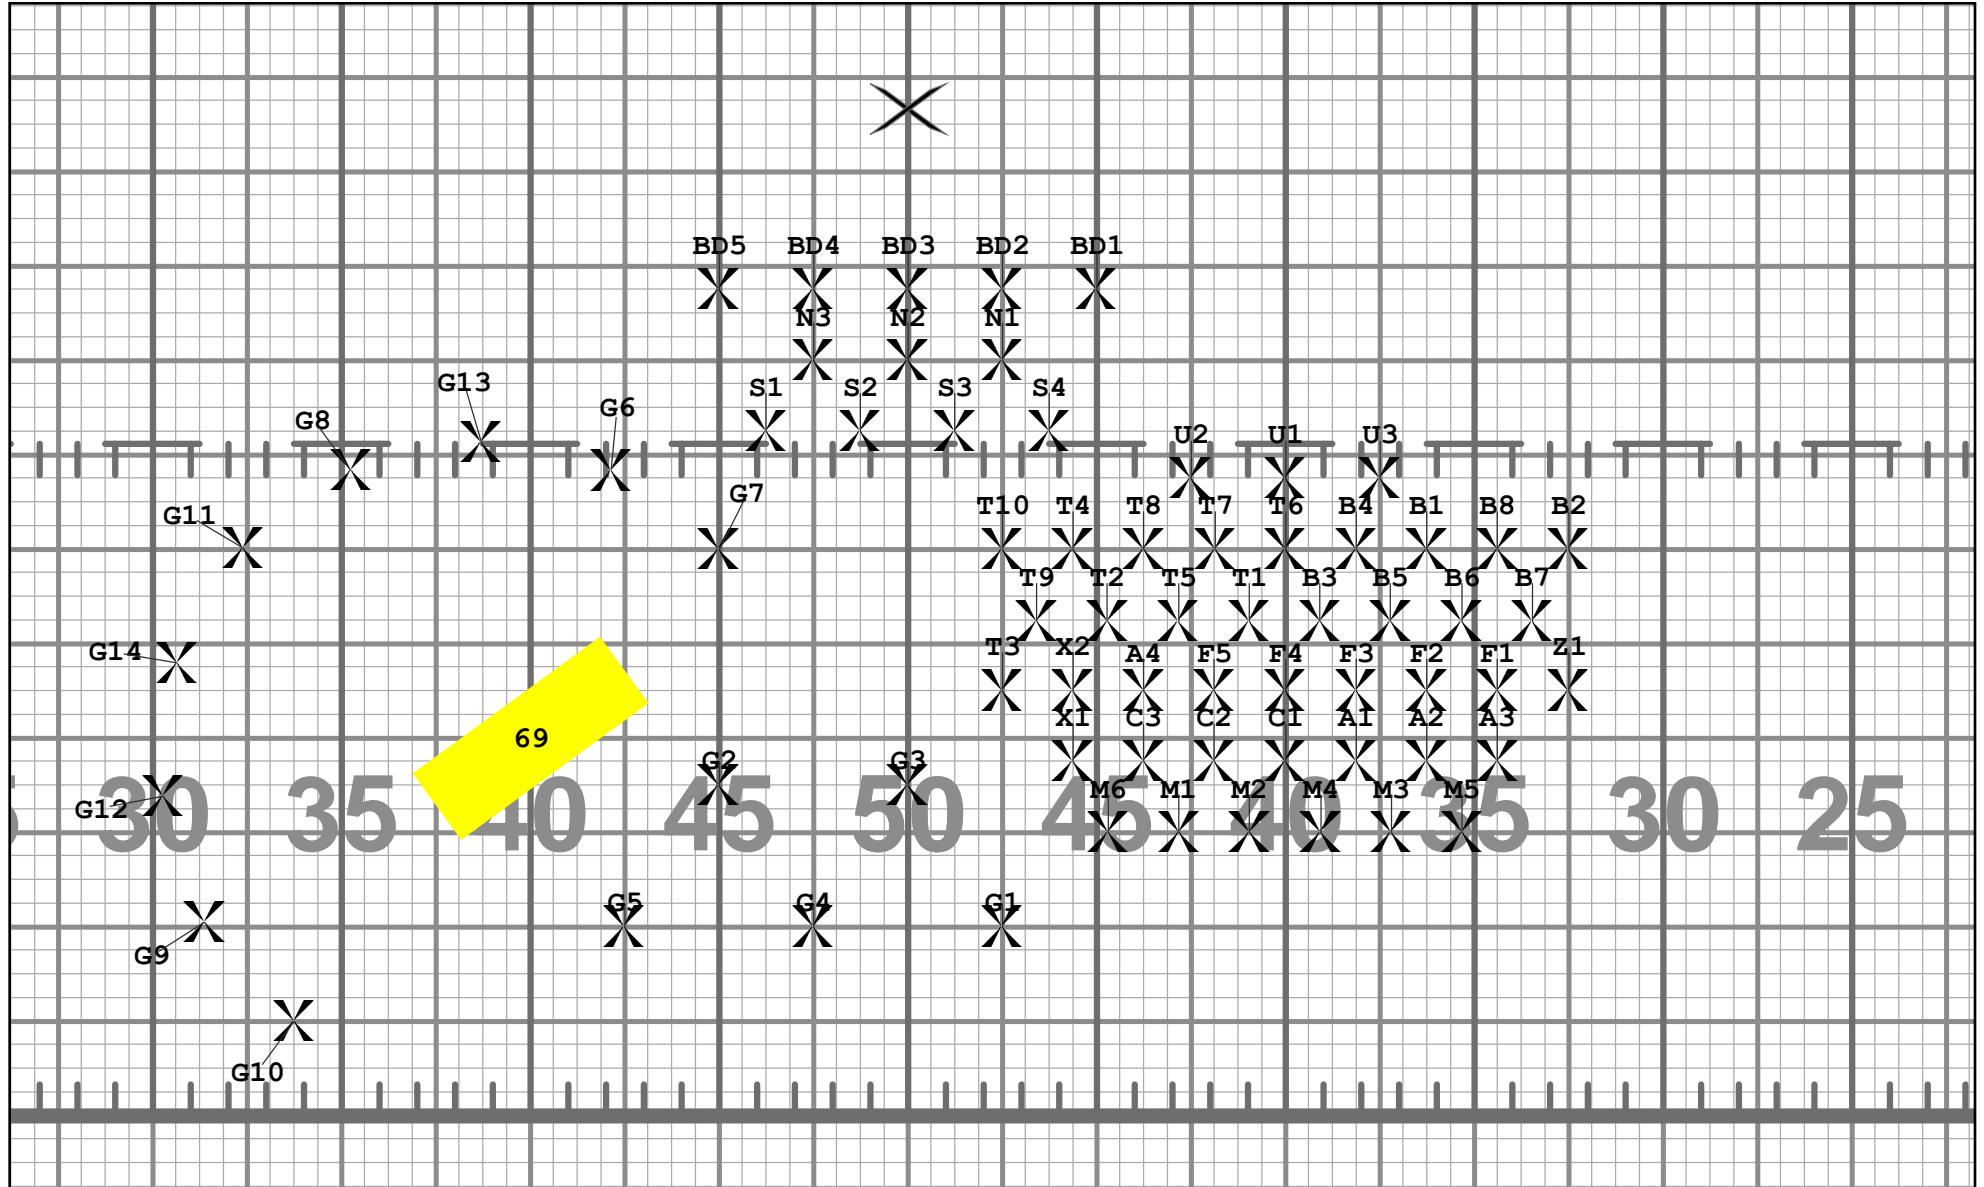 BD5 BD4 BD3 BD2 BD1
N3 N2 N1
G13 S1 S2 S3 S4
G8 G6
U2 U1 U3
G7
G11 T10 T4 T8 T7 T6 B4 B1 B8 B2
T9 T2 T5 T1 B3 B5 B6 B7
G14 T3 X2 A4 F5 F4 F3 F2 F1 Z1
X1 C3 C2 C1 A1 A2 A3
69
G2 G3
M6 M1 M2 M4 M3 M5
G12
30 35 40 45 50 45 40 35 30 25
G5 G4 G1
G9
G10